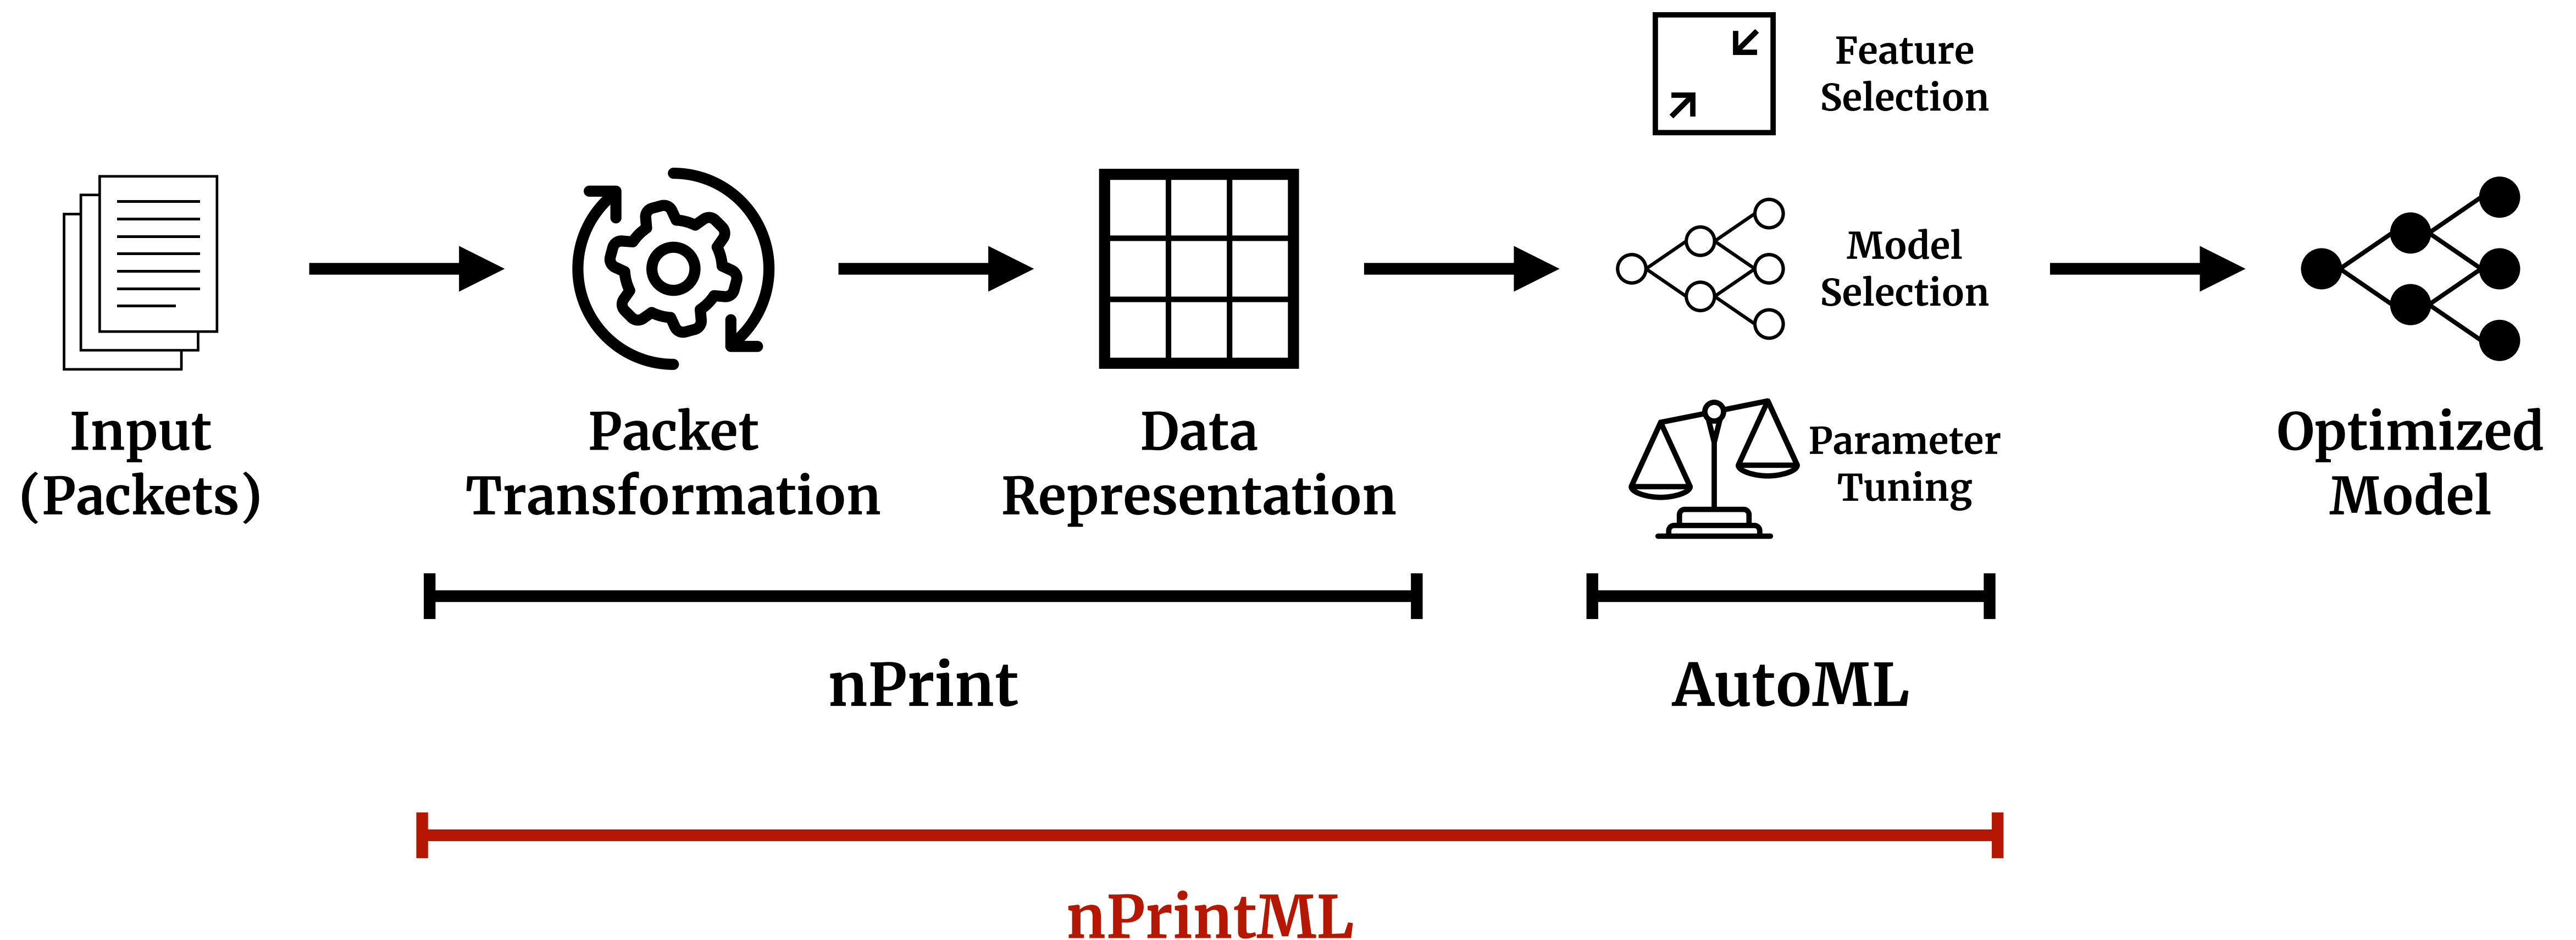 Input
(Packets)
Packet
Transformation
Data
Representation
Feature
Selection
Model
Selection
Parameter
Tuning
Optimized
Model
nPrint
AutoML
nPrintML